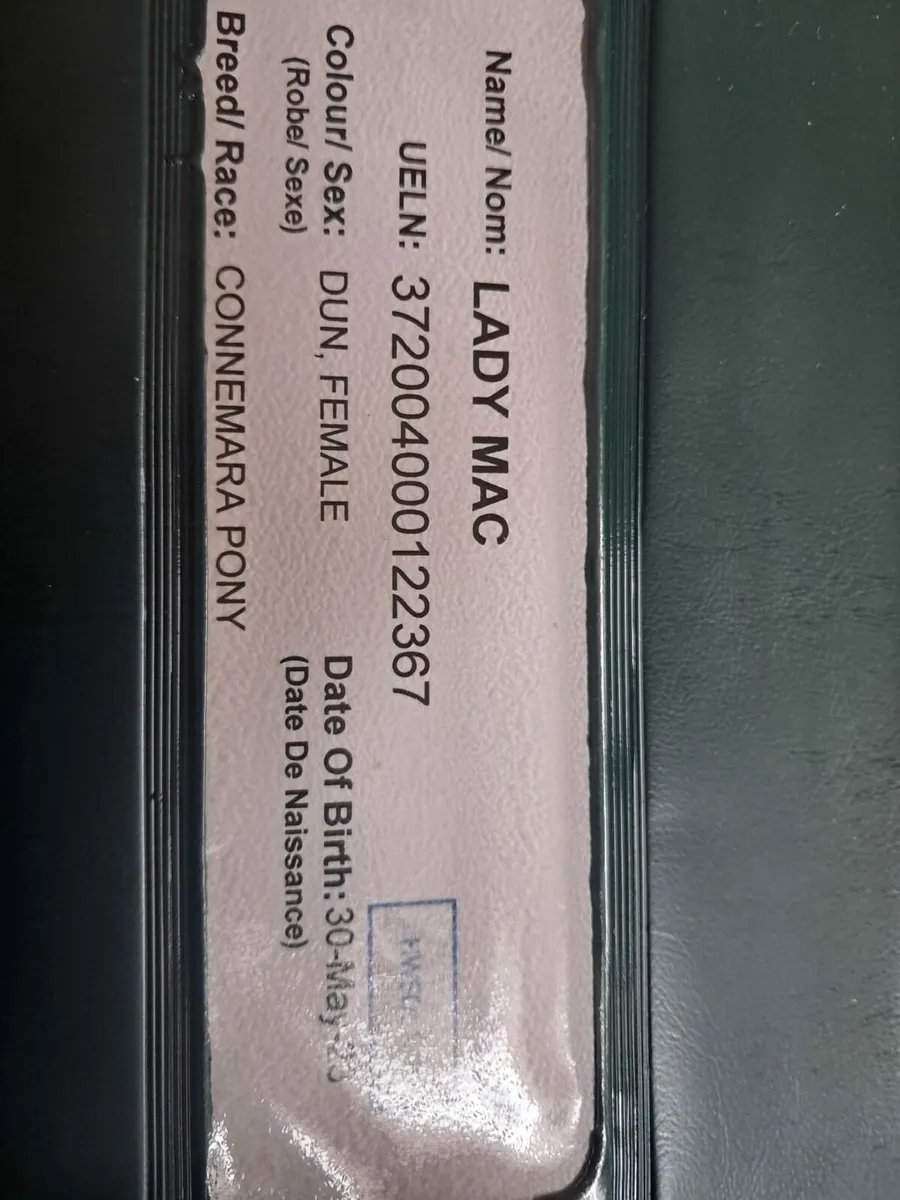 Name/ Nom: LADY MAC
UELN: 372004000122367
Colour/ Sex: DUN, FEMALE
(Robe/ Sexe)
Date Of Birth: 30-May-
(Date De Naissance)
Breed/ Race: CONNEMARA PONY